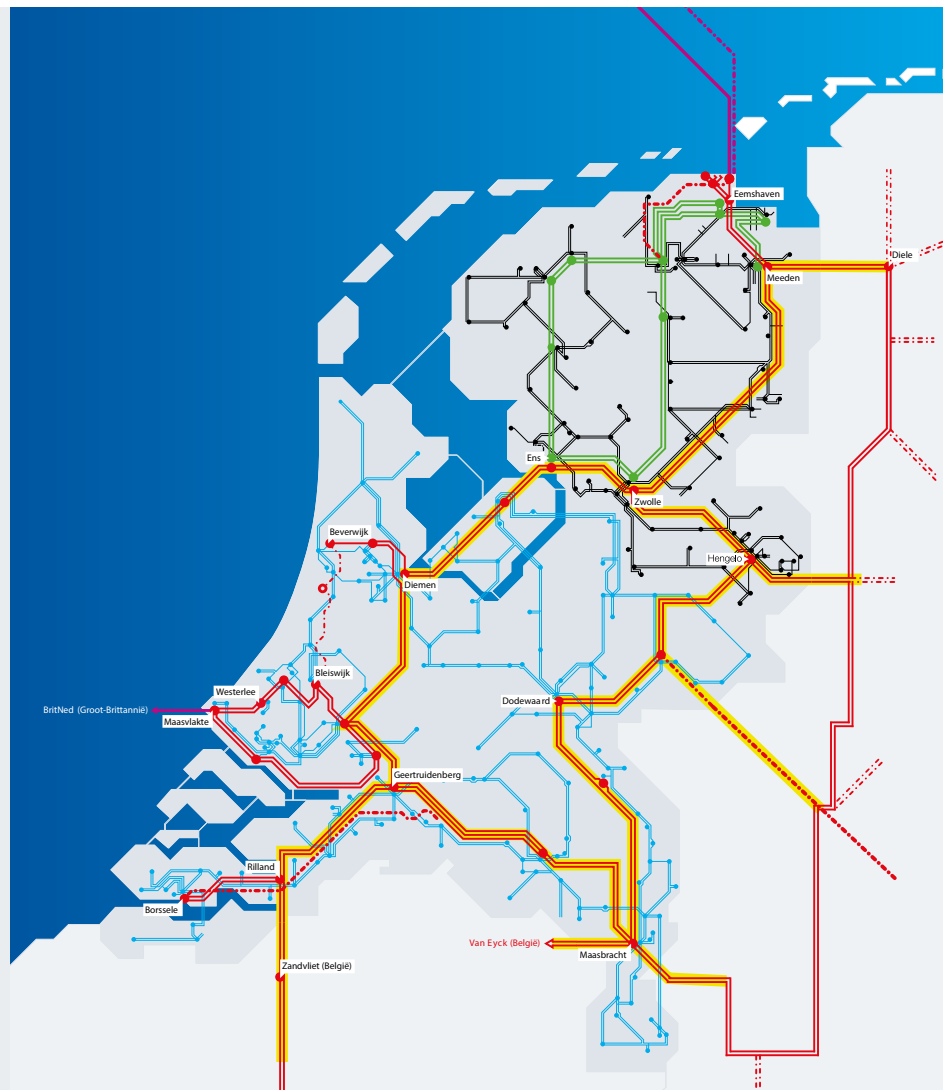 Eemshaven
Diele
Meeden
Ens
Zwolle
Beverwijk
Hengelo
Diemen
Bleiswijk
Westerlee
BritNed (Groot-Brittannië)
Dodewaard
Maasvlakte
Geertruidenberg
Rilland
Borssele
Van Eyck (België)
Maasbracht
Zandvliet (België)